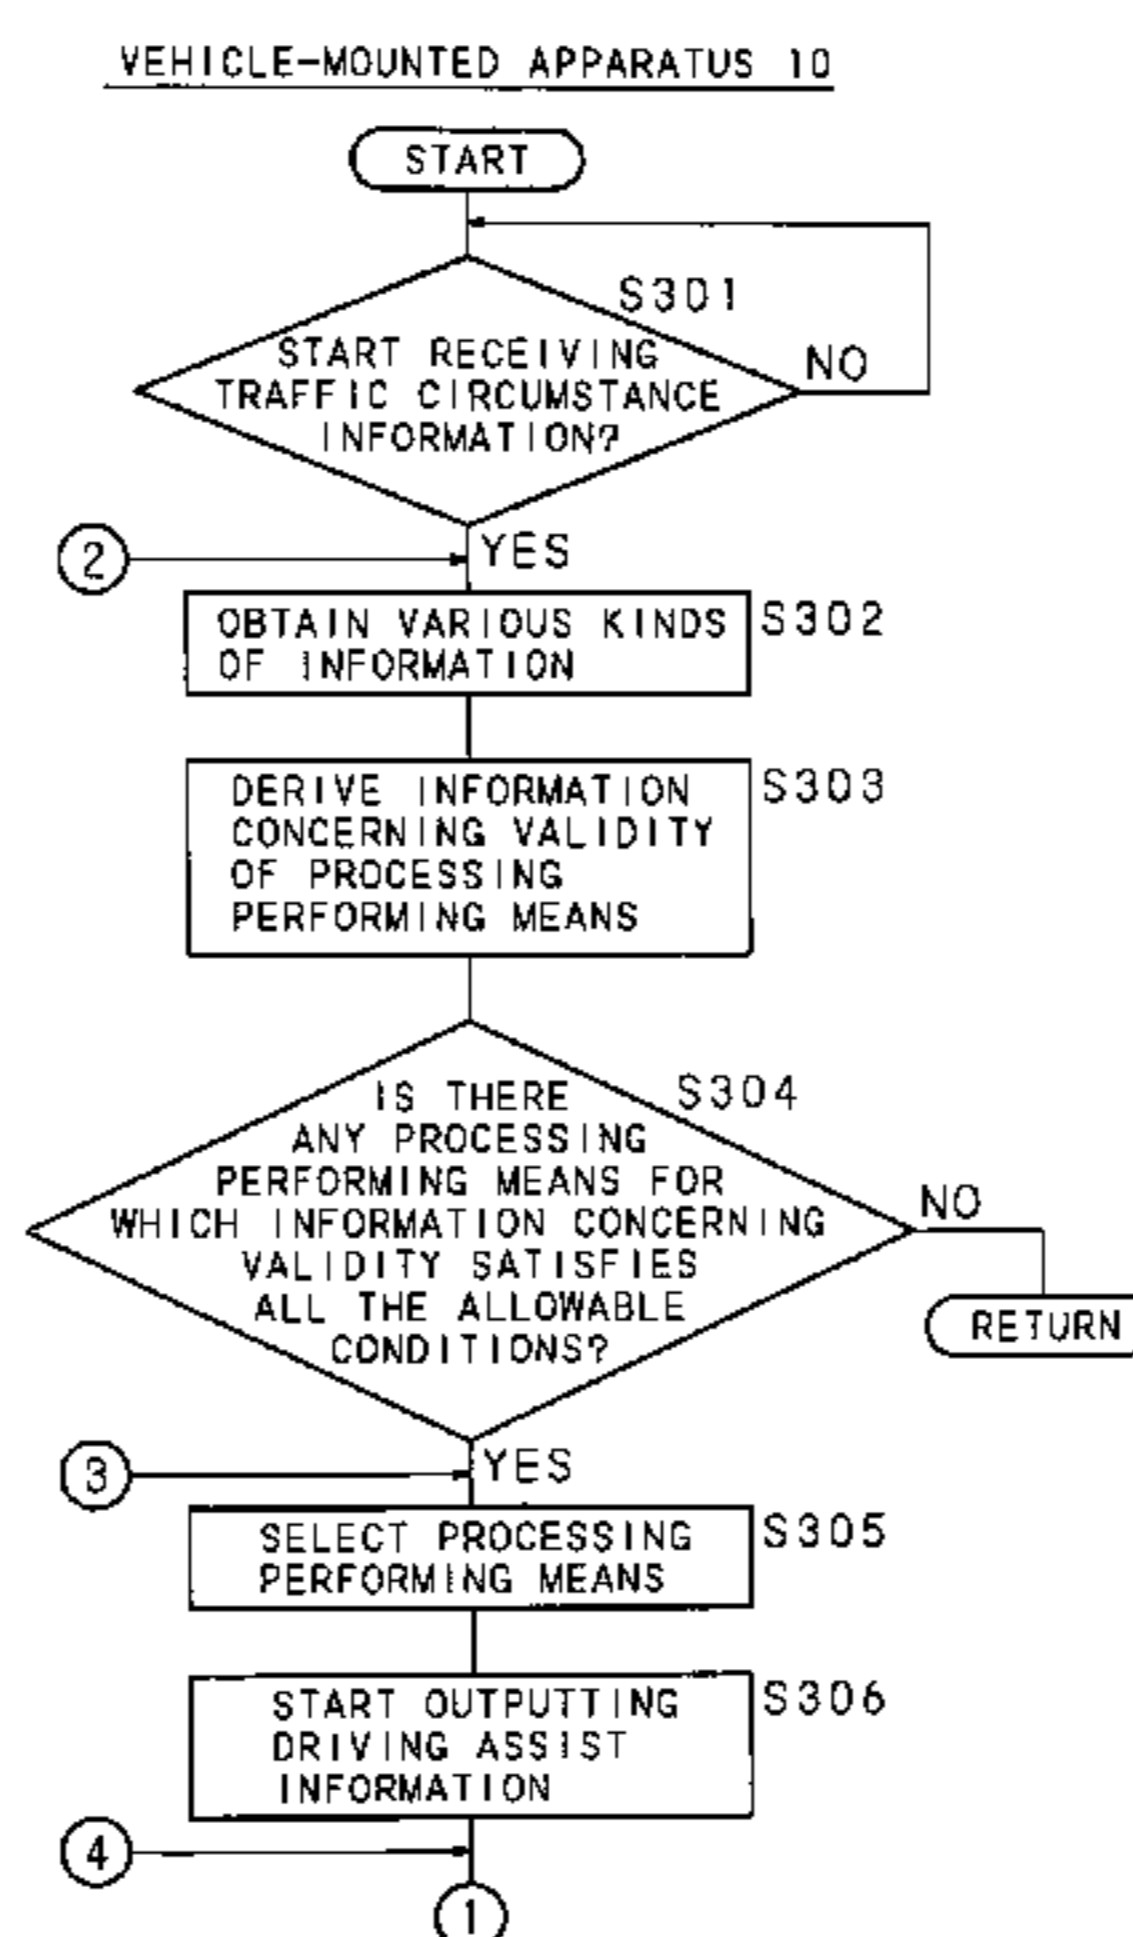 VEHICLE-MOUNTED APPARATUS 10
START
S301
START RECEIVING
TRAFFIC CIRCUMSTANCE
INFORMATION?
NO
YES
2
OBTAIN VARIOUS KINDS
OF INFORMATION
S302
DERIVE INFORMATION
CONCERNING VALIDITY
OF PROCESSING
PERFORMING MEANS
S303
IS THERE
ANY PROCESSING
PERFORMING MEANS FOR
WHICH INFORMATION CONCERNING
VALIDITY SATISFIES
ALL THE ALLOWABLE
CONDITIONS?
S304
NO
RETURN
YES
3
SELECT PROCESSING
PERFORMING MEANS
S305
START OUTPUTTING
DRIVING ASSIST
INFORMATION
S306
4
1